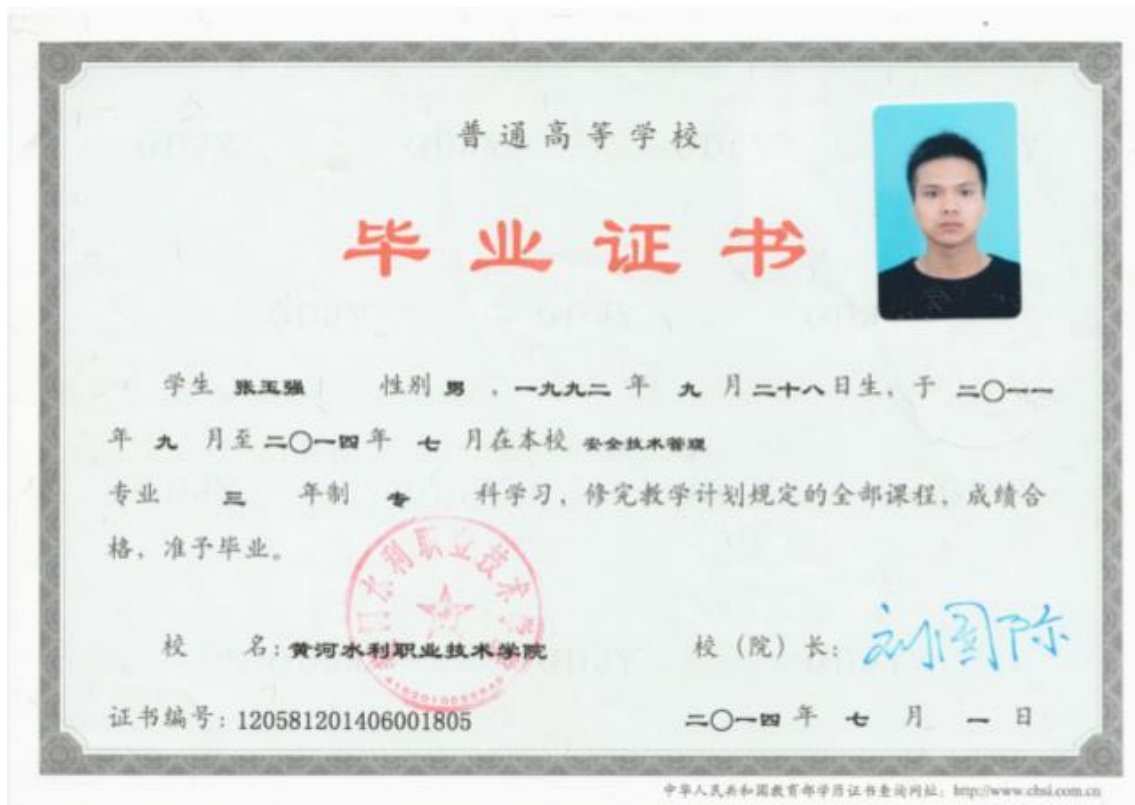 普通高等学校
毕业证书
学生 张玉强 性别 男 ，一九九二 年 九 月二十八日生，于 二〇一一
年 九 月至二〇一四年 七 月在本校 安全技术管理
专业 三 年制 专 科学习，修完教学计划规定的全部课程，成绩合
格，准予毕业。
校 名：黄河水利职业技术学院
校（院）长：刘国际
证书编号：120581201406001805
二〇一四 年 七 月 一 日
中华人民共和国教育部学历证书查询网址：http://www.chsi.com.cn